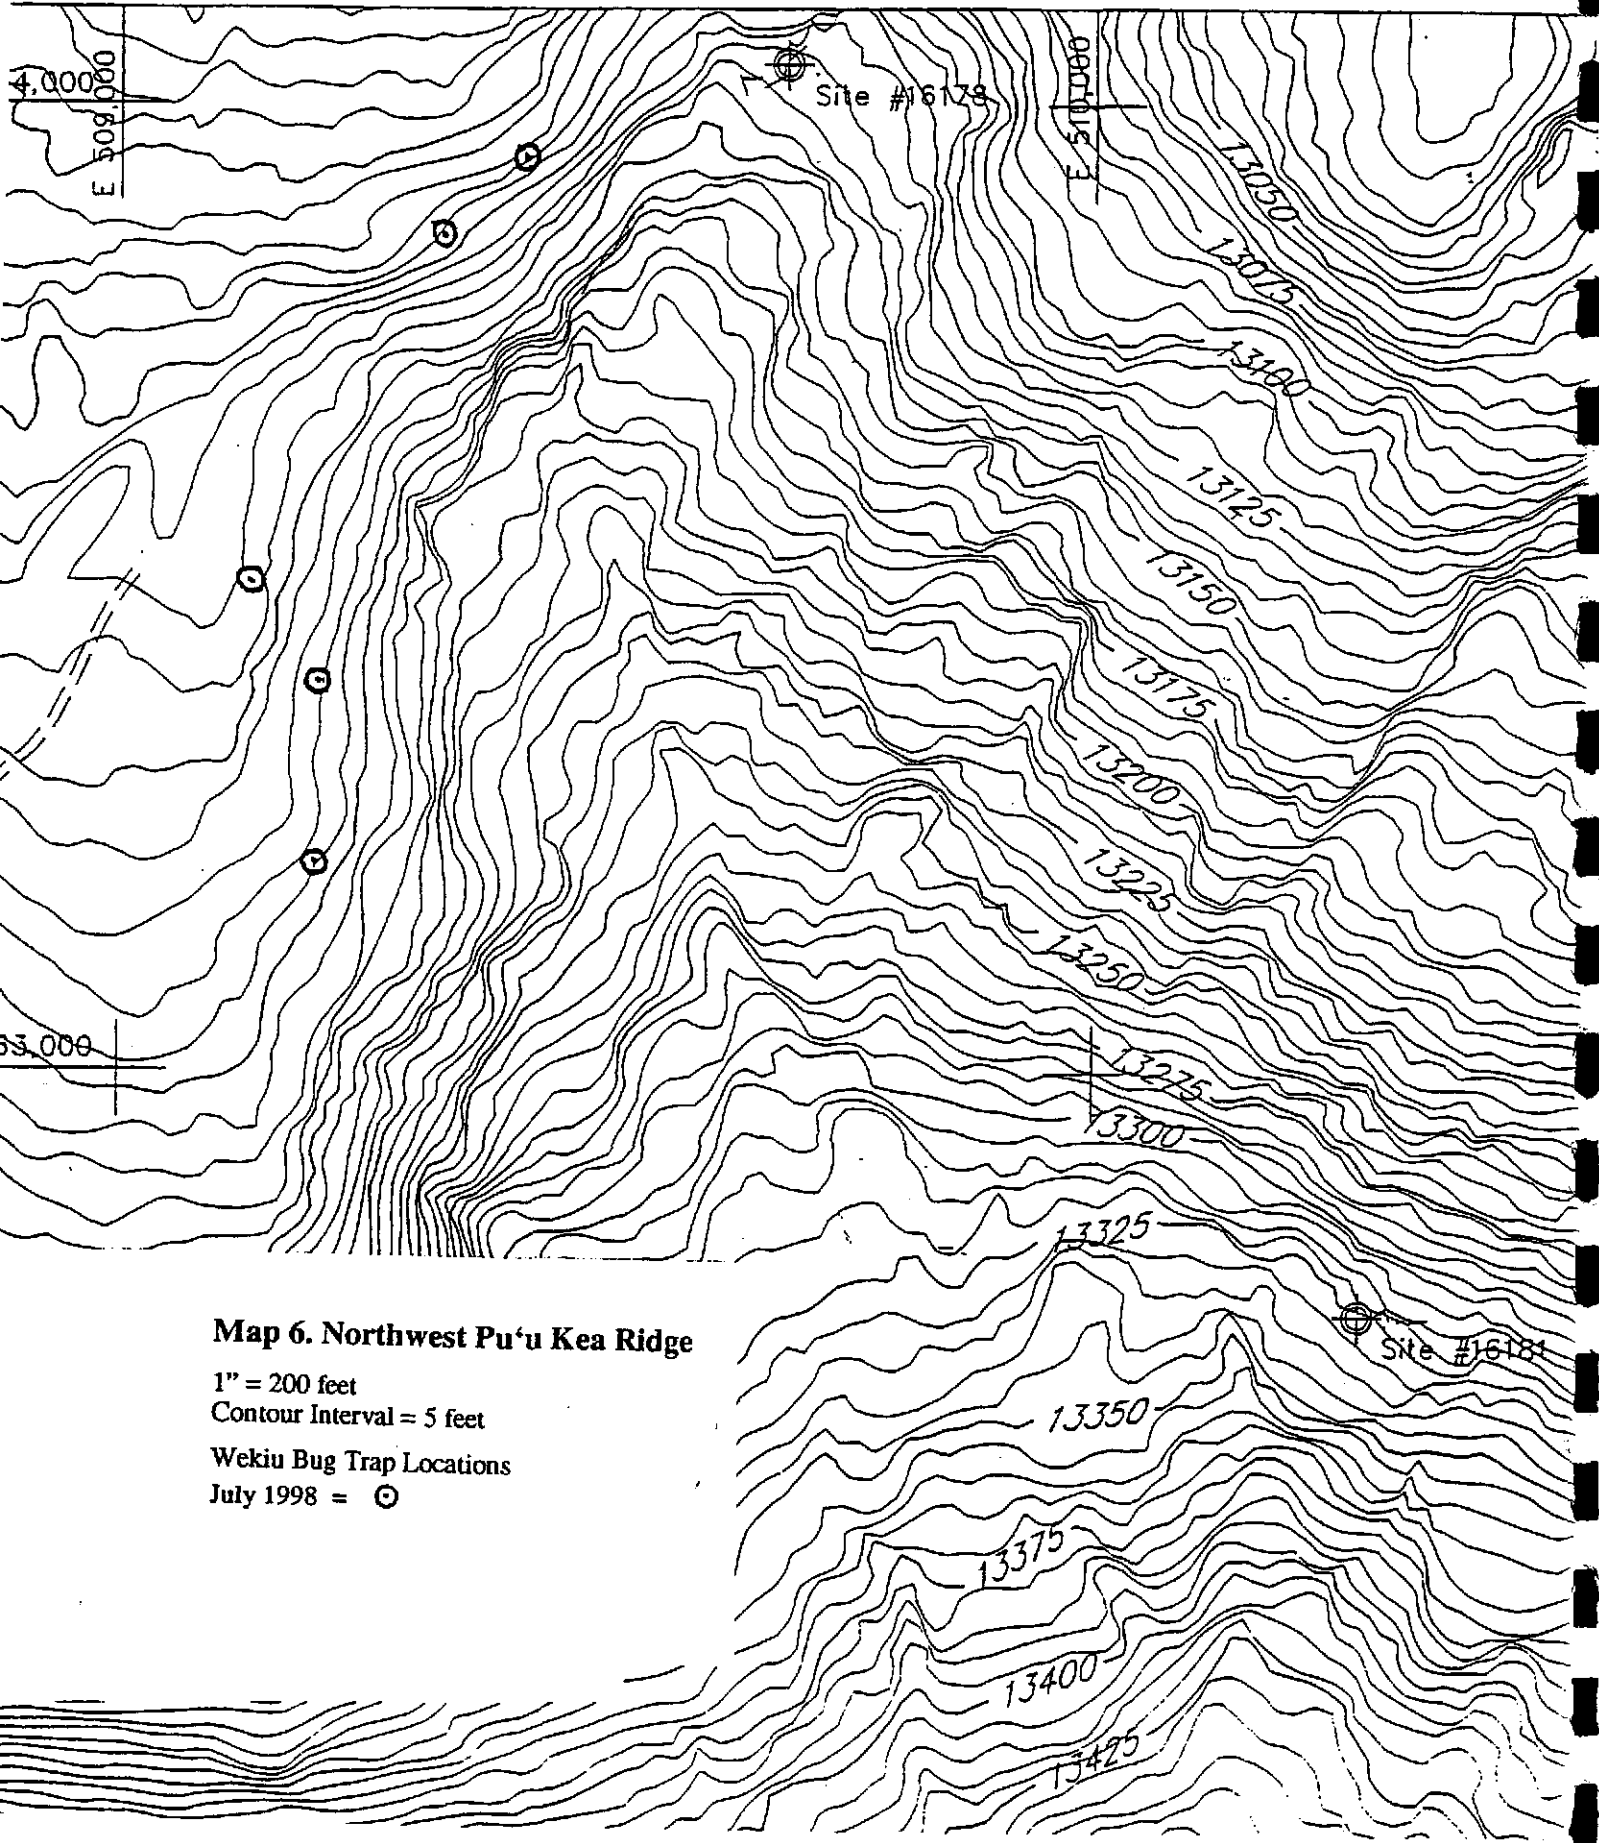 4,000
E 509,000
Site #16178
E 510,000
13050
13075
13100
13125
13150
13175
13200
13225
13250
33,000
13275
13300
13325
Site #16181
Map 6. Northwest Pu‘u Kea Ridge
1” = 200 feet
Contour Interval = 5 feet
Wekiu Bug Trap Locations
July 1998 =
13350
13375
13400
13425